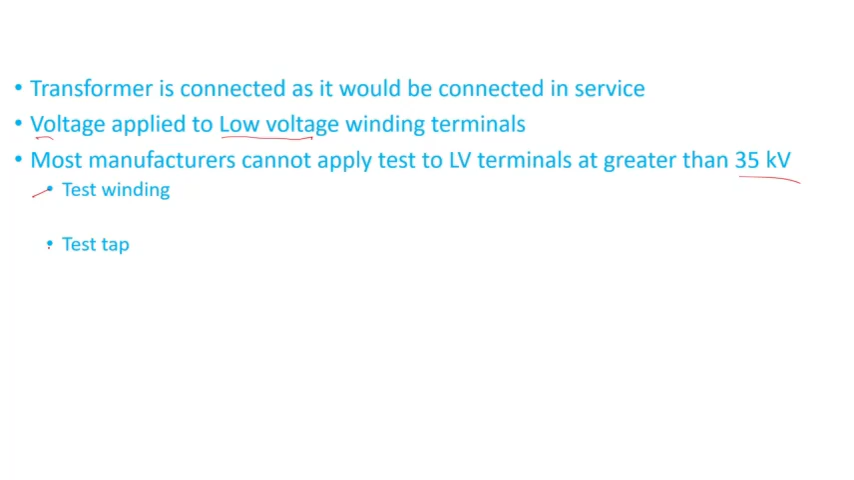 • Transformer is connected as it would be connected in service
• Voltage applied to Low voltage winding terminals
• Most manufacturers cannot apply test to LV terminals at greater than 35 kV
• Test winding
• Test tap